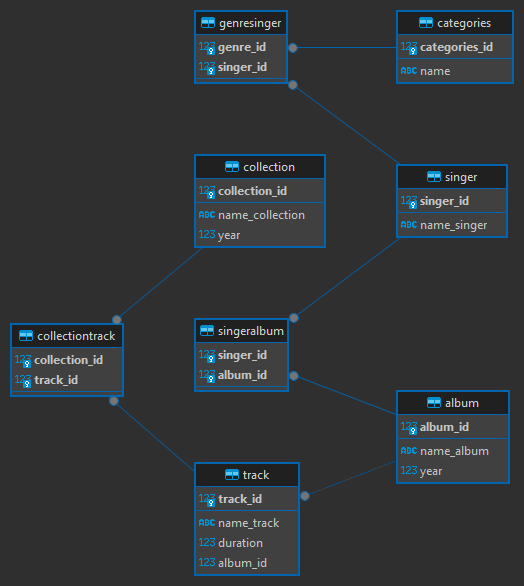 genresinger
123 genre_id
123 singer_id
categories
123 categories_id
ABC name
collection
123 collection_id
ABC name_collection
123 year
singer
123 singer_id
ABC name_singer
collectiontrack
123 collection_id
123 track_id
singeralbum
123 singer_id
123 album_id
album
123 album_id
ABC name_album
123 year
track
123 track_id
ABC name_track
123 duration
123 album_id